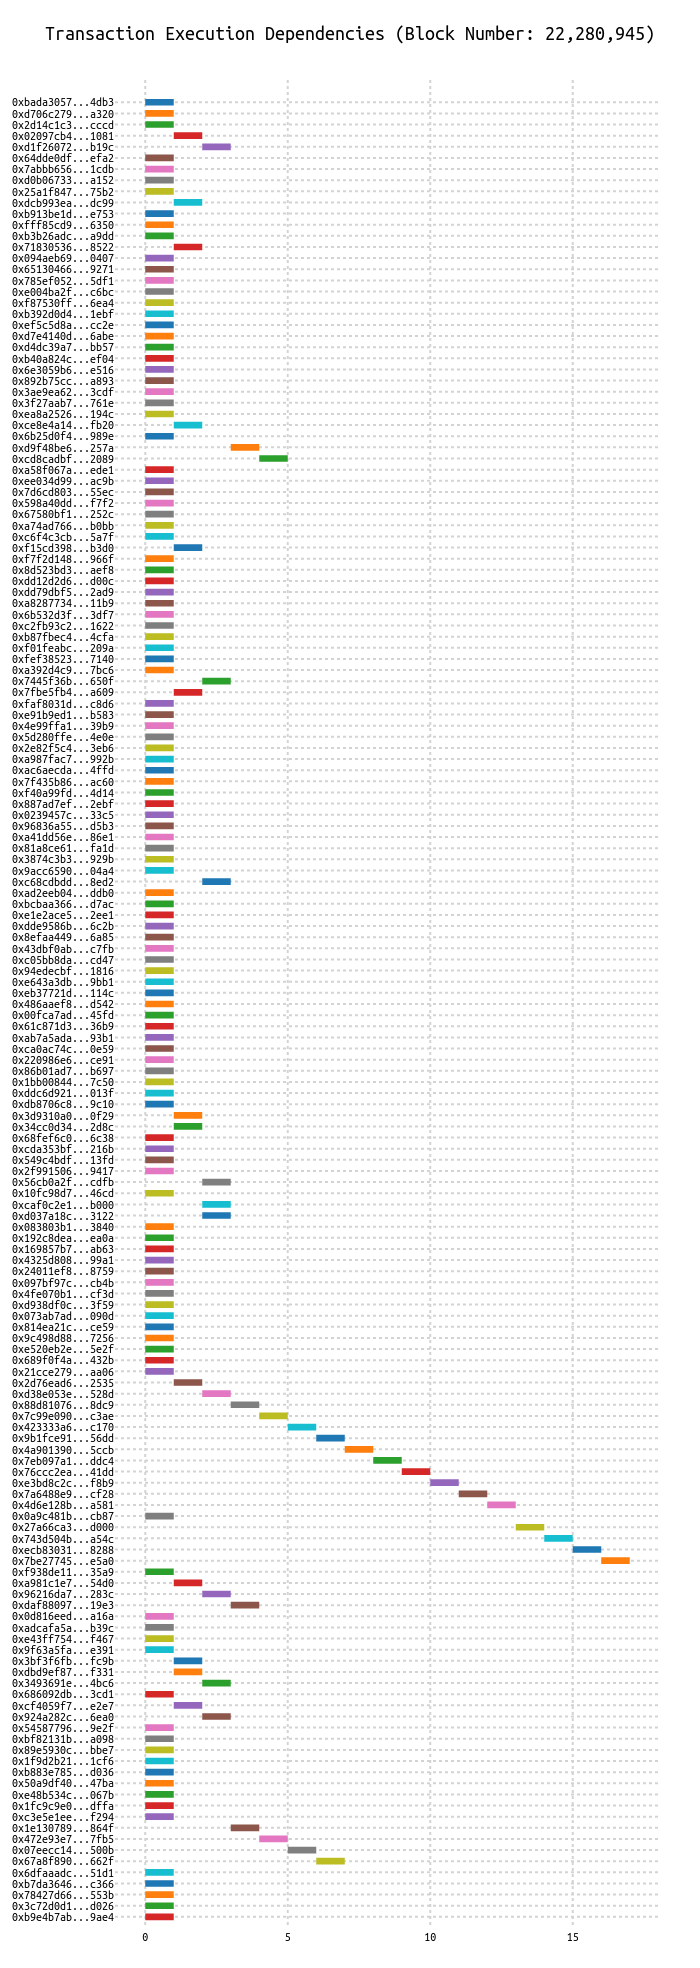 Transaction Execution Dependencies (Block Number: 22,280,945)
0xbada3057...4db3
0xd706c279...a320
0x2d14c1c3...cccd
0x02097cb4...1081
0xd1f26072...b19c
0x64dde0df...efa2
0x7abbb656...1cdb
0xd0b06733...a152
0x25a1f847...75b2
0xdcb993ea...dc99
0xb913be1d...e753
0xfff85cd9...6350
0xb3b26adc...a9dd
0x71830536...8522
0x094aeb69...0407
0x65130466...9271
0x785ef052...5df1
0xe004ba2f...c6bc
0xf87530ff...6ea4
0xb392d0d4...1ebf
0xef5c5d8a...cc2e
0xd7e4140d...6abe
0xd4dc39a7...bb57
0xb40a824c...ef04
0x6e3059b6...e516
0x892b75cc...a893
0x3ae9ea62...3cdf
0x3f27aab7...761e
0xea8a2526...194c
0xce8e4a14...fb20
0x6b25d0f4...989e
0xd9f48be6...257a
0xcd8cadbf...2089
0xa58f067a...ede1
0xee034d99...ac9b
0x7d6cd803...55ec
0x598a40dd...f7f2
0x67580bf1...252c
0xa74ad766...b0bb
0xc6f4c3cb...5a7f
0xf15cd398...b3d0
0xf7f2d148...966f
0x8d523bd3...aef8
0xdd12d2d6...d00c
0xdd79dbf5...2ad9
0xa8287734...11b9
0x6b532d3f...3df7
0xc2fb93c2...1622
0xb87fbec4...4cfa
0xf01feabc...209a
0xfef38523...7140
0xa392d4c9...7bc6
0x7445f36b...650f
0x7fbe5fb4...a609
0xfaf8031d...c8d6
0xe91b9ed1...b583
0x4e99ffa1...39b9
0x5d280ffe...4e0e
0x2e82f5c4...3eb6
0xa987fac7...992b
0xac6aecda...4ffd
0x7f435b86...ac60
0xf40a99fd...4d14
0x887ad7ef...2ebf
0x0239457c...33c5
0x96836a55...d5b3
0xa41dd56e...86e1
0x81a8ce61...fa1d
0x3874c3b3...929b
0x9acc6590...04a4
0xc68cdbdd...8ed2
0xad2eeb04...ddb0
0xbcbaa366...d7ac
0xe1e2ace5...2ee1
0xdde9586b...6c2b
0x8efaa449...6a85
0x43dbf0ab...c7fb
0xc05bb8da...cd47
0x94edecbf...1816
0xe643a3db...9bb1
0xeb37721d...114c
0x486aaef8...d542
0x00fca7ad...45fd
0x61c871d3...36b9
0xab7a5ada...93b1
0xca0ac74c...0e59
0x220986e6...ce91
0x86b01ad7...b697
0x1bb00844...7c50
0xddc6d921...013f
0xdb8706c8...9c10
0x3d9310a0...0f29
0x34cc0d34...2d8c
0x68fef6c0...6c38
0xcda353bf...216b
0x549c4bdf...13fd
0x2f991506...9417
0x56cb0a2f...cdfb
0x10fc98d7...46cd
0xcaf0c2e1...b000
0xd037a18c...3122
0x083803b1...3840
0x192c8dea...ea0a
0x169857b7...ab63
0x4325d808...99a1
0x24011ef8...8759
0x097bf97c...cb4b
0x4fe070b1...cf3d
0xd938df0c...3f59
0x073ab7ad...090d
0x814ea21c...ce59
0x9c498d88...7256
0xe520eb2e...5e2f
0x689f0f4a...432b
0x21cce279...aa06
0x2d76ead6...2535
0xd38e053e...528d
0x88d81076...8dc9
0x7c99e090...c3ae
0x423333a6...c170
0x9b1fce91...56dd
0x4a901390...5ccb
0x7eb097a1...ddc4
0x76ccc2ea...41dd
0xe3bd8c2c...f8b9
0x7a6488e9...cf28
0x4d6e128b...a581
0x0a9c481b...cb87
0x27a66ca3...d000
0x743d504b...a54c
0xecb83031...8288
0x7be27745...e5a0
0xf938de11...35a9
0xa981c1e7...54d0
0x96216da7...283c
0xdaf88097...19e3
0x0d816eed...a16a
0xadcafa5a...b39c
0xe43ff754...f467
0x9f63a5fa...e391
0x3bf3f6fb...fc9b
0xdbd9ef87...f331
0x3493691e...4bc6
0x686092db...3cd1
0xcf4059f7...e2e7
0x924a282c...6ea0
0x54587796...9e2f
0xbf82131b...a098
0x89e5930c...bbe7
0x1f9d2b21...1cf6
0xb883e785...d036
0x50a9df40...47ba
0xe48b534c...067b
0x1fc9c9e0...dffa
0xc3e5e1ee...f294
0x1e130789...864f
0x472e93e7...7fb5
0x07eecc14...500b
0x67a8f890...662f
0x6dfaaadc...51d1
0xb7da3646...c366
0x78427d66...553b
0x3c72d0d1...d026
0xb9e4b7ab...9ae4
0 5 10 15